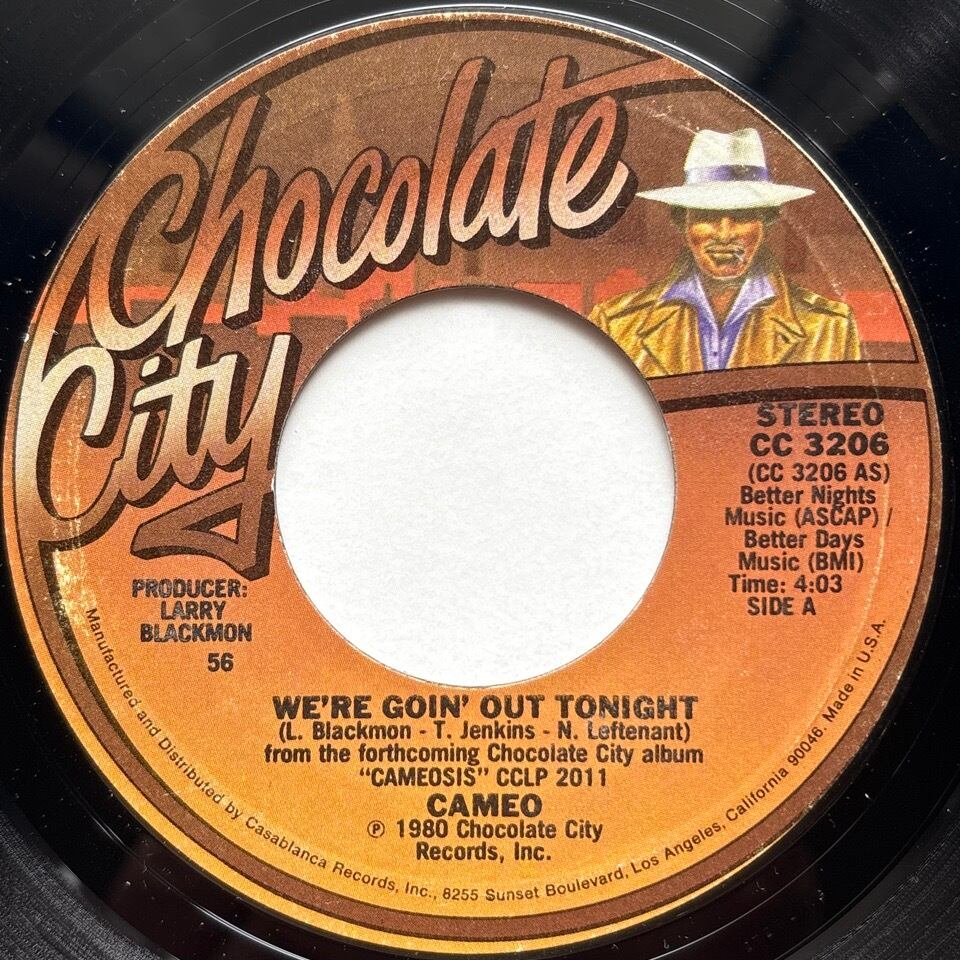 Chocolate
City
STEREO
CC 3206
(CC 3206 AS)
Better Nights
Music (ASCAP) /
Better Days
Music (BMI)
Time: 4:03
SIDE A
PRODUCER:
LARRY
BLACKMON
56
WE'RE GOIN' OUT TONIGHT
(L. Blackmon - T. Jenkins - N. Leftenant)
from the forthcoming Chocolate City album
"CAMEOSIS" CCLP 2011
CAMEO
℗ 1980 Chocolate City
Records, Inc.
Manufactured and Distributed by Casablanca Records, Inc., 8255 Sunset Boulevard, Los Angeles, California 90046. Made in U.S.A.